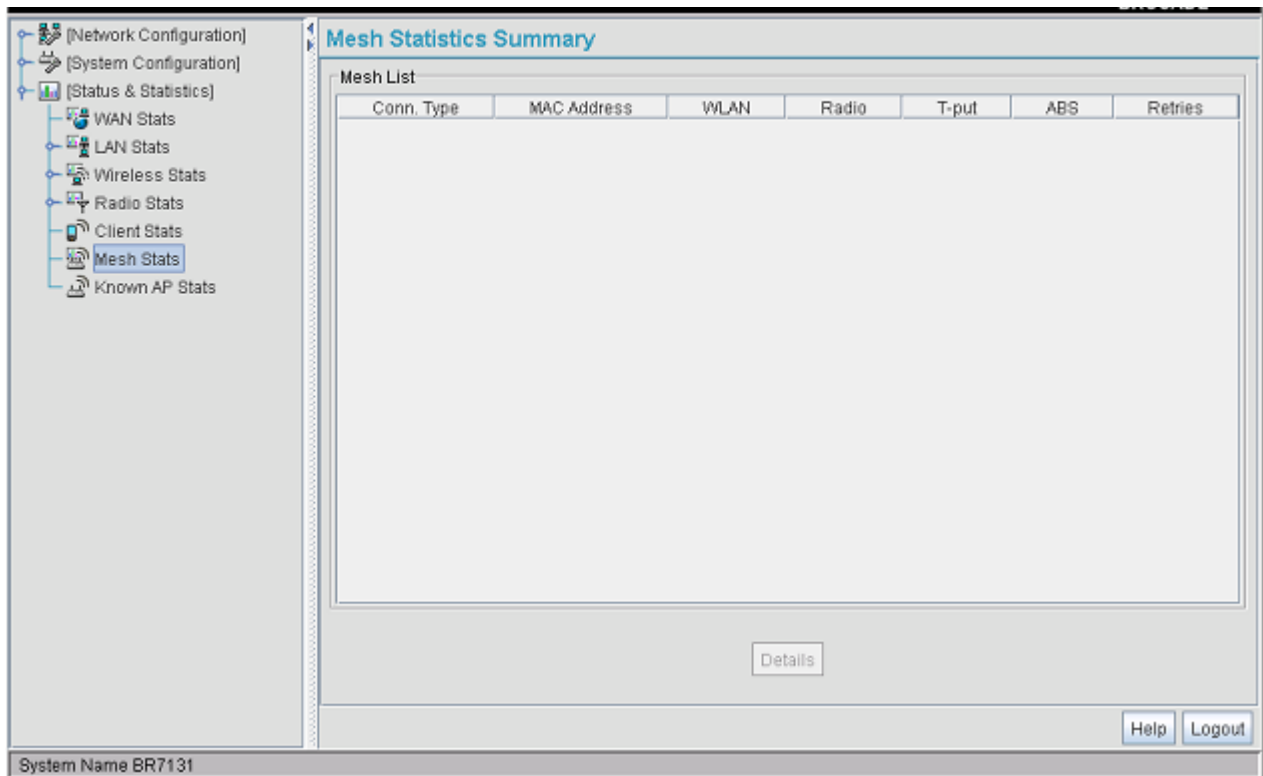 [Network Configuration]
[System Configuration]
[Status & Statistics]
WAN Stats
LAN Stats
Wireless Stats
Radio Stats
Client Stats
Mesh Stats
Known AP Stats
Mesh Statistics Summary
Mesh List
Conn. Type MAC Address WLAN Radio T-put ABS Retries
Details
Help Logout
System Name BR7131